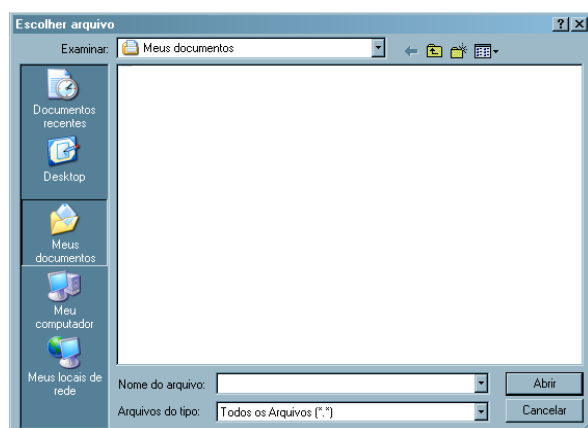 Escolher arquivo
Examinar:
Meus documentos
Documentos
recentes
Desktop
Meus
documentos
Meu
computador
Meus locais de
rede
Nome do arquivo:
Abrir
Arquivos do tipo:
Todos os Arquivos (*.*)
Cancelar